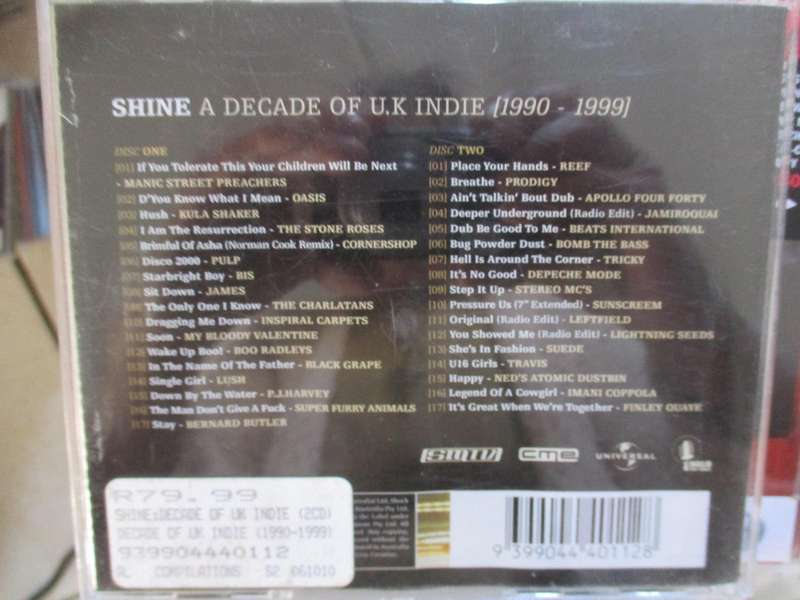 SHINE A DECADE OF U.K INDIE [1990 - 1999]
DISC ONE
[01] If You Tolerate This Your Children Will Be Next
- MANIC STREET PREACHERS
[02] D'You Know What I Mean - OASIS
[03] Hush - KULA SHAKER
[04] I Am The Resurrection - THE STONE ROSES
[05] Brimful Of Asha (Norman Cook Remix) - CORNERSHOP
[06] Disco 2000 - PULP
[07] Starbright Boy - BIS
[08] Sit Down - JAMES
[09] The Only One I Know - THE CHARLATANS
[10] Dragging Me Down - INSPIRAL CARPETS
[11] Soon - MY BLOODY VALENTINE
[12] Wake Up Boo! - BOO RADLEYS
[13] In The Name Of The Father - BLACK GRAPE
[14] Single Girl - LUSH
[15] Down By The Water - P.J.HARVEY
[16] The Man Don't Give A Fuck - SUPER FURRY ANIMALS
[17] Stay - BERNARD BUTLER
DISC TWO
[01] Place Your Hands - REEF
[02] Breathe - PRODIGY
[03] Ain't Talkin' Bout Dub - APOLLO FOUR FORTY
[04] Deeper Underground (Radio Edit) - JAMIROQUAI
[05] Dub Be Good To Me - BEATS INTERNATIONAL
[06] Bug Powder Dust - BOMB THE BASS
[07] Hell Is Around The Corner - TRICKY
[08] It's No Good - DEPECHE MODE
[09] Step It Up - STEREO MC'S
[10] Pressure Us (7" Extended) - SUNSCREEM
[11] Original (Radio Edit) - LEFTFIELD
[12] You Showed Me (Radio Edit) - LIGHTNING SEEDS
[13] She's In Fashion - SUEDE
[14] U16 Girls - TRAVIS
[15] Happy - NED'S ATOMIC DUSTBIN
[16] Legend Of A Cowgirl - IMANI COPPOLA
[17] It's Great When We're Together - FINLEY QUAYE
cme
UNIVERSAL
R79.99
SHINE:DECADE OF UK INDIE (2CD)
DECADE OF UK INDIE (1990-1999)
939904440112
AL COMPILATIONS 52 061010
9 399044 401128